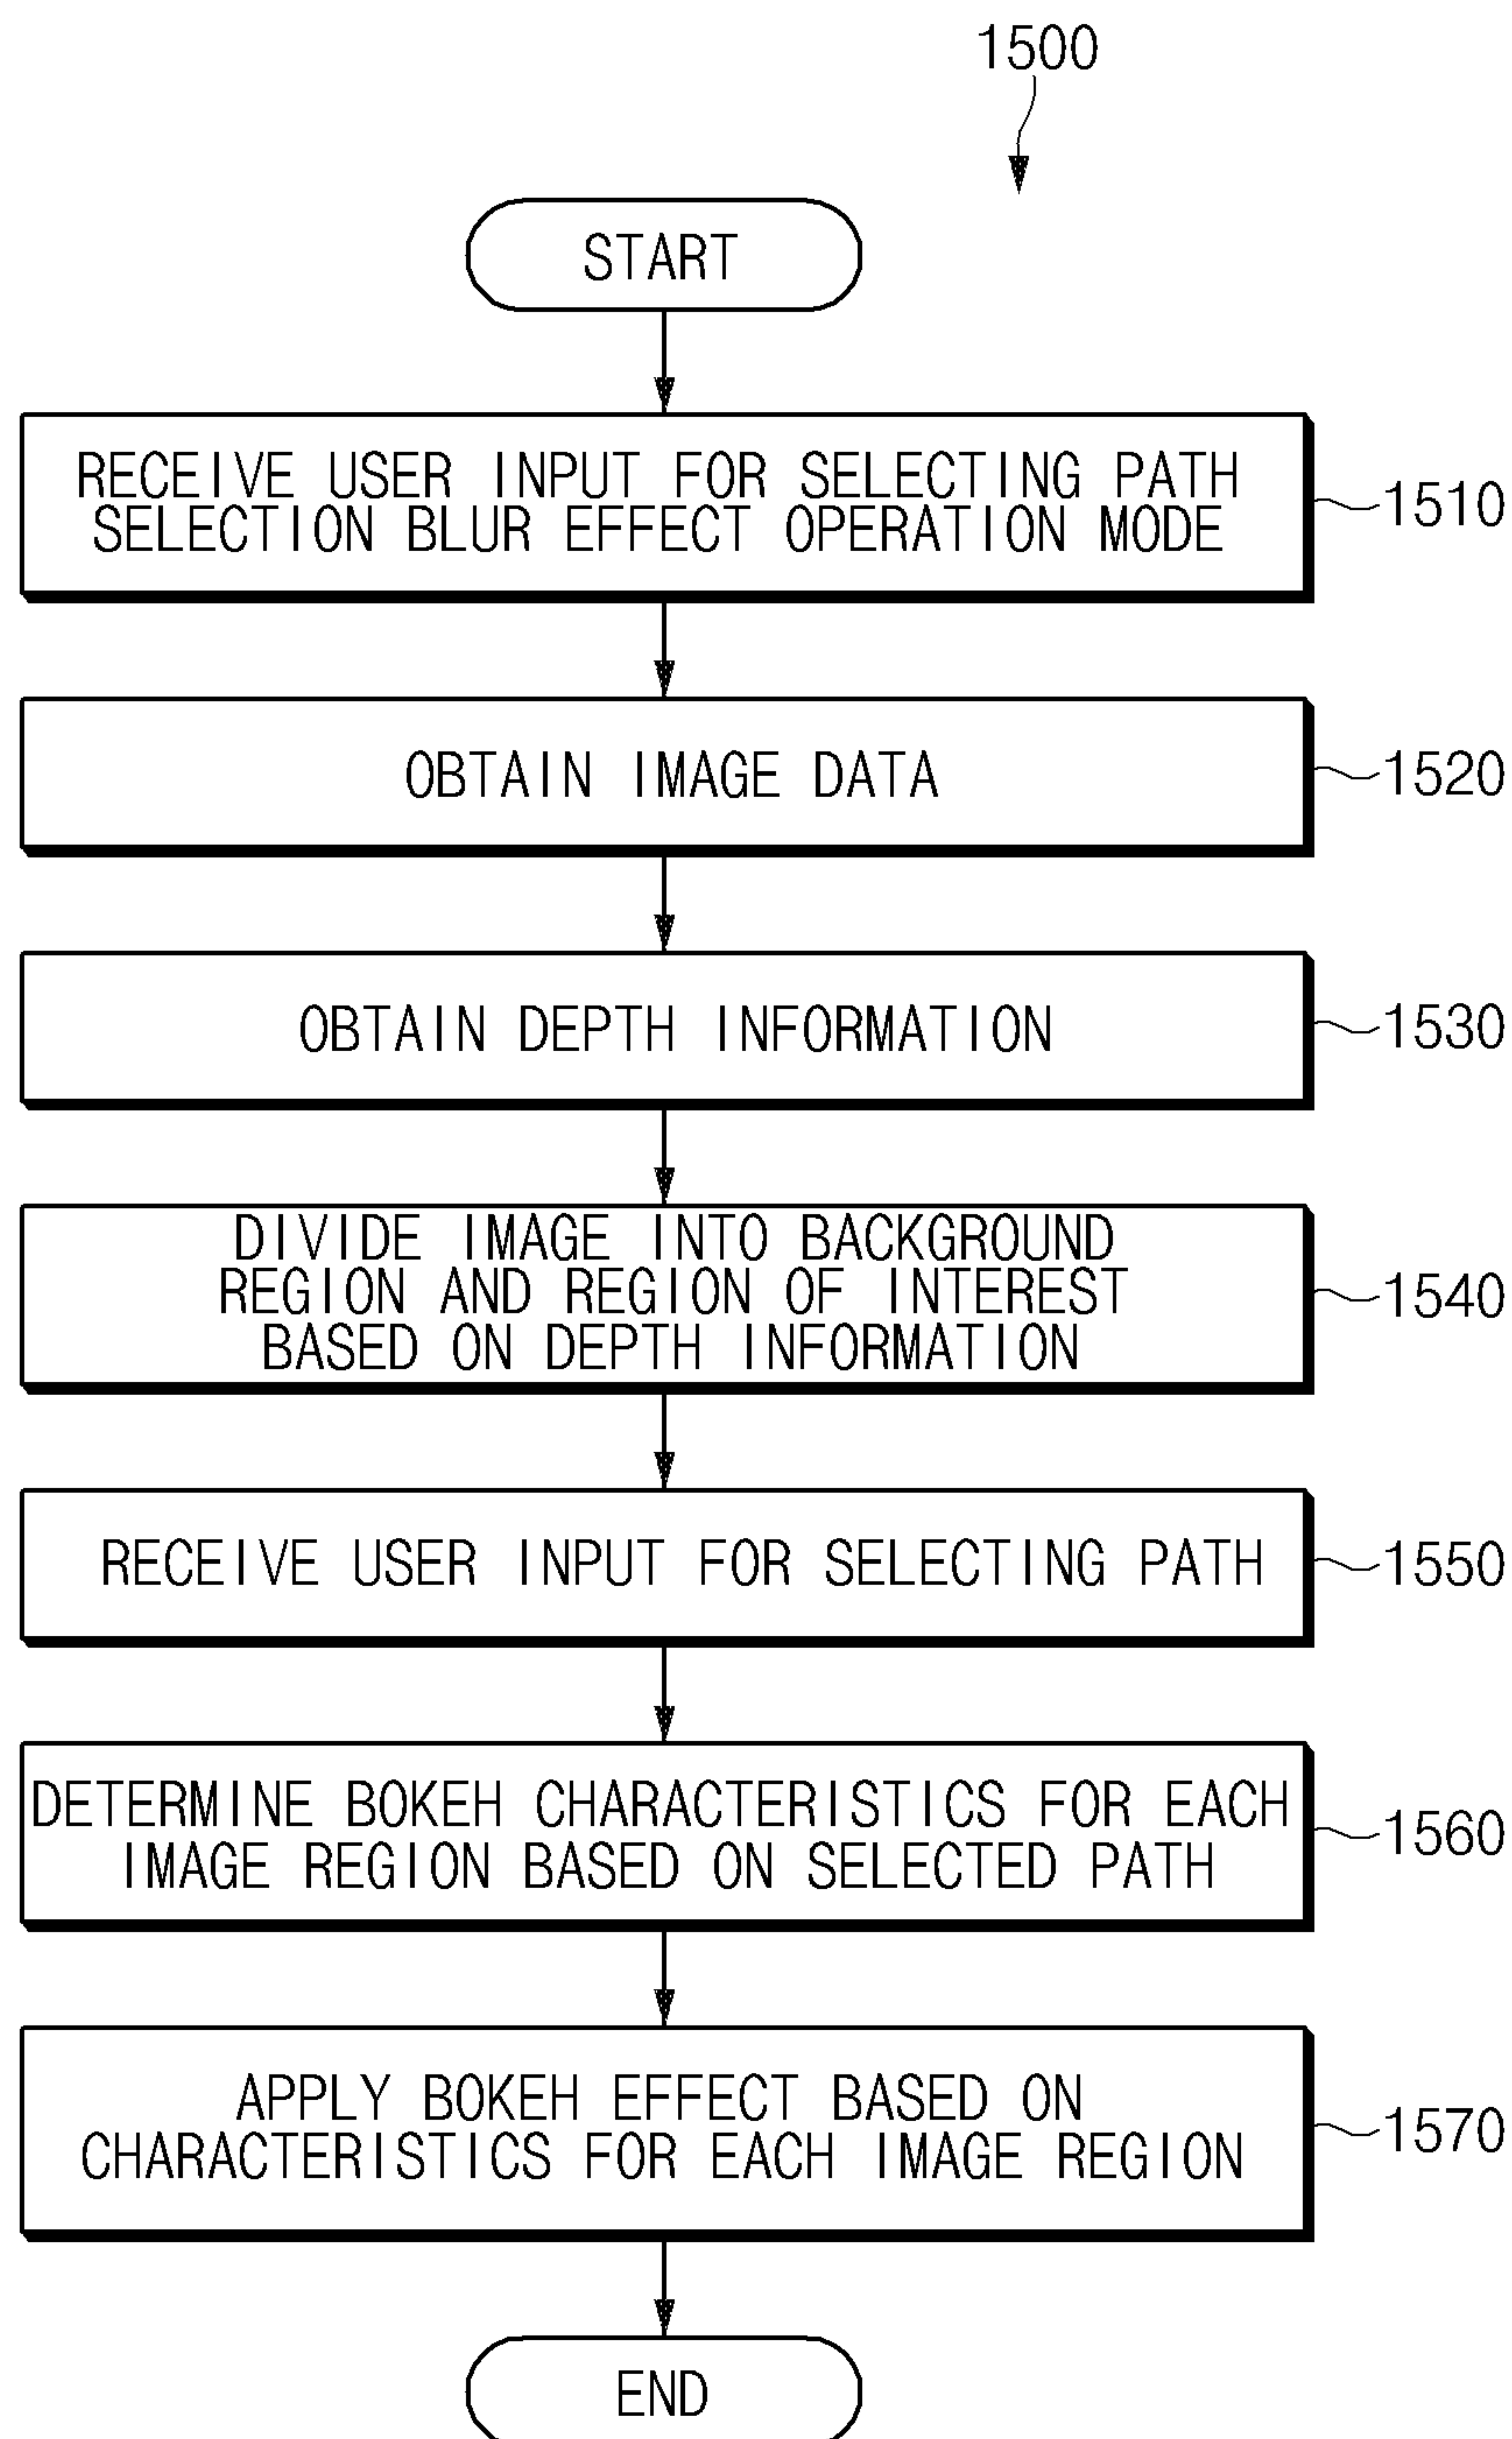 1500
START
RECEIVE USER INPUT FOR SELECTING PATH
SELECTION BLUR EFFECT OPERATION MODE
1510
OBTAIN IMAGE DATA
1520
OBTAIN DEPTH INFORMATION
1530
DIVIDE IMAGE INTO BACKGROUND
REGION AND REGION OF INTEREST
BASED ON DEPTH INFORMATION
1540
RECEIVE USER INPUT FOR SELECTING PATH
1550
DETERMINE BOKEH CHARACTERISTICS FOR EACH
IMAGE REGION BASED ON SELECTED PATH
1560
APPLY BOKEH EFFECT BASED ON
CHARACTERISTICS FOR EACH IMAGE REGION
1570
END